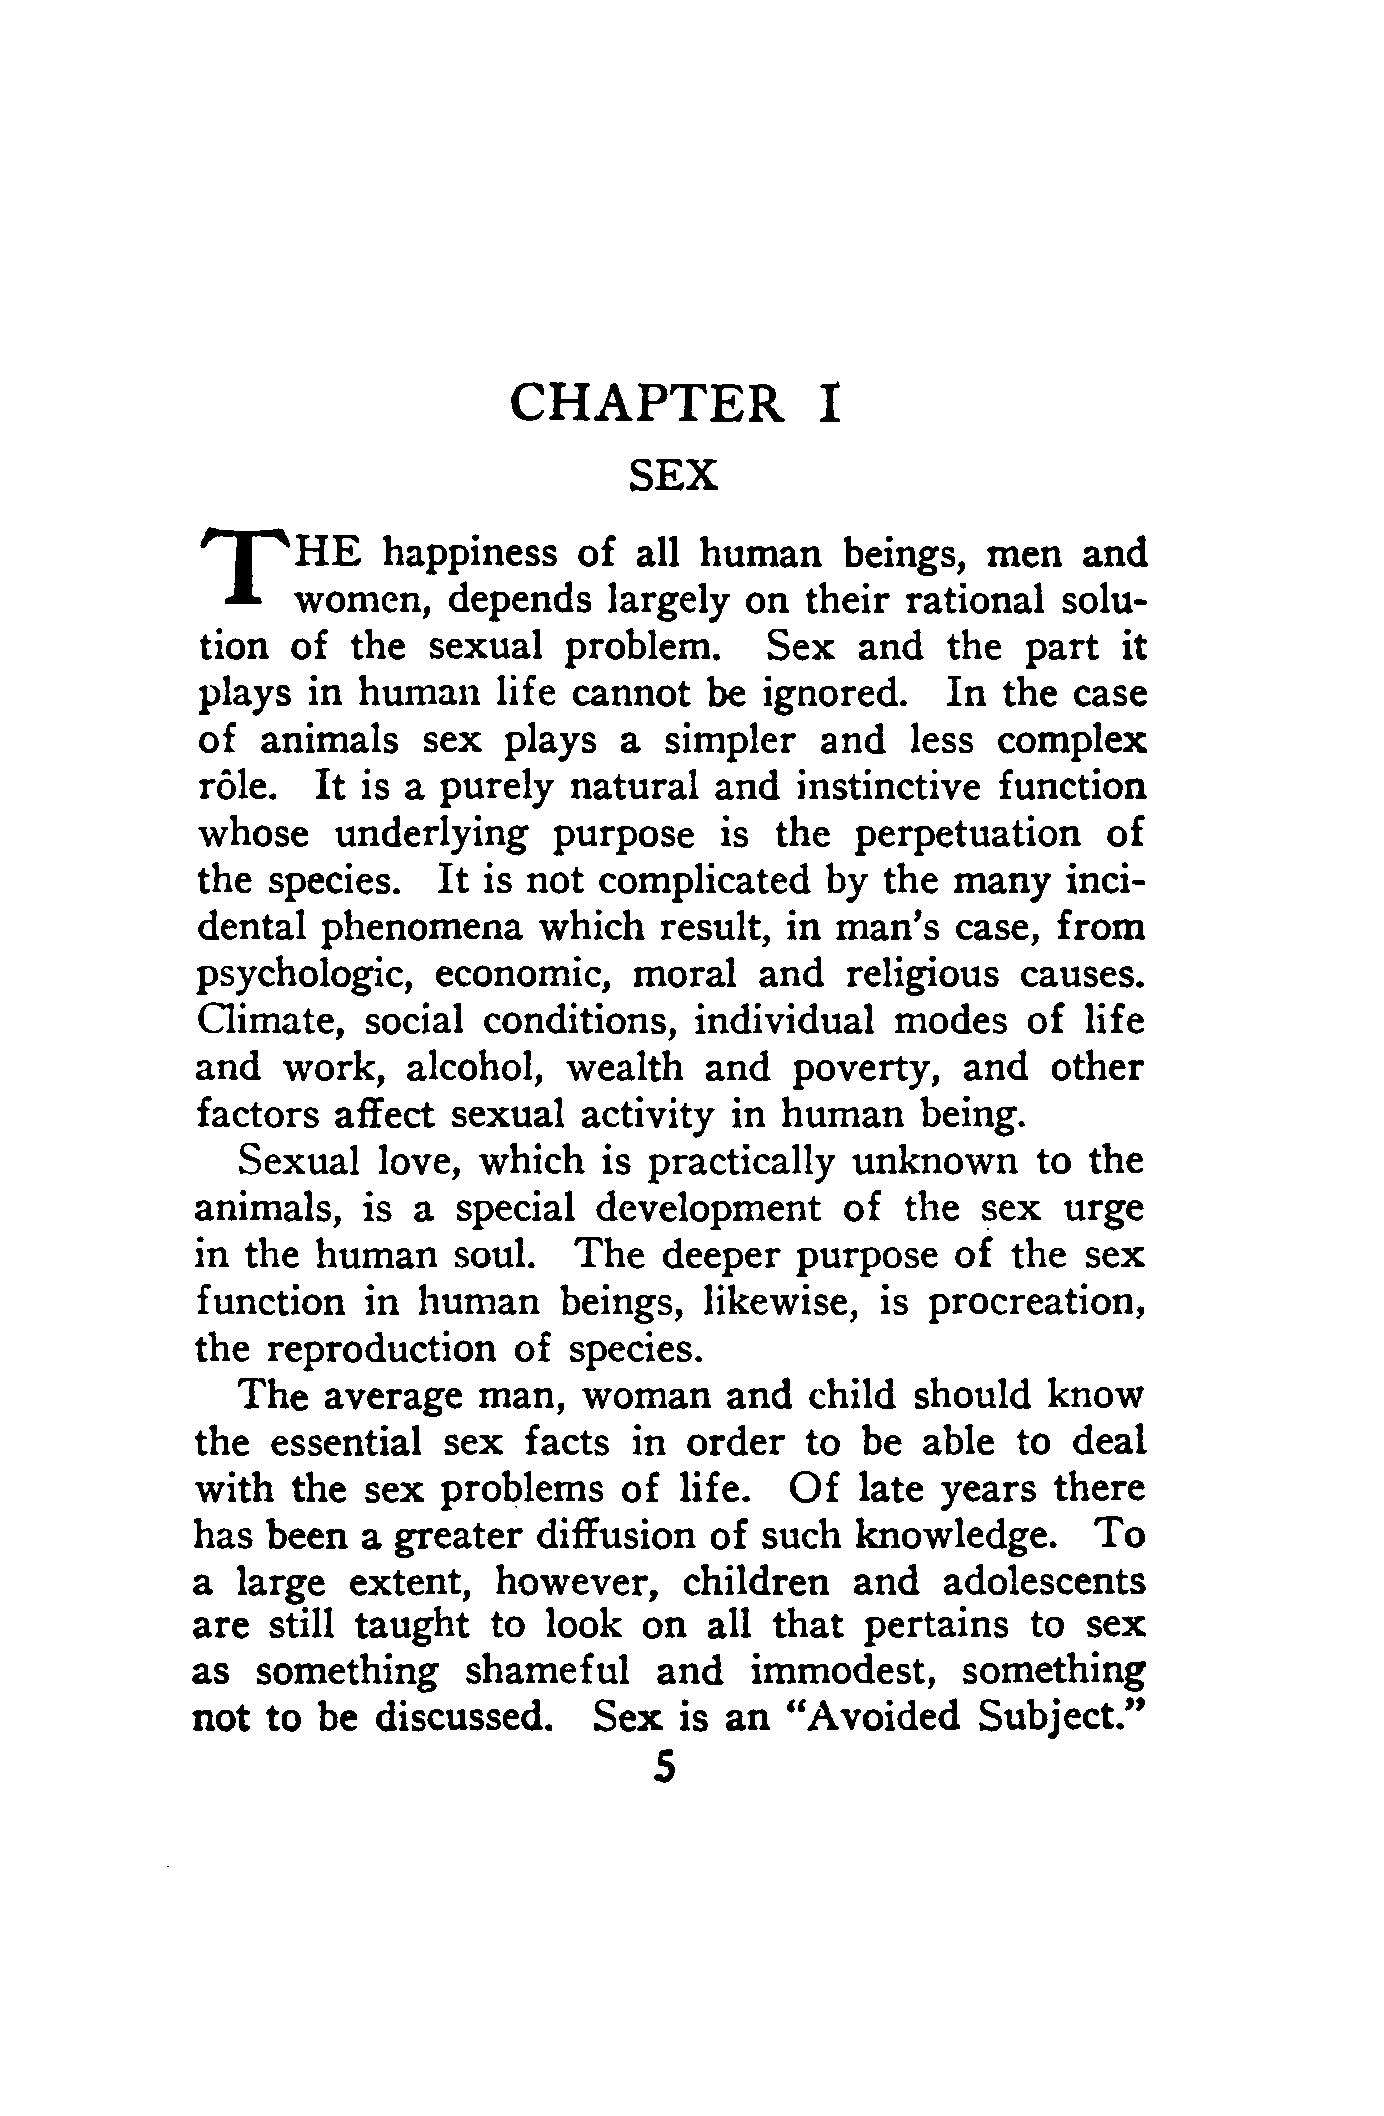 CHAPTER I
SEX
THE happiness of all human beings, men and
women, depends largely on their rational solu-
tion of the sexual problem. Sex and the part it
plays in human life cannot be ignored. In the case
of animals sex plays a simpler and less complex
rôle. It is a purely natural and instinctive function
whose underlying purpose is the perpetuation of
the species. It is not complicated by the many inci-
dental phenomena which result, in man's case, from
psychologic, economic, moral and religious causes.
Climate, social conditions, individual modes of life
and work, alcohol, wealth and poverty, and other
factors affect sexual activity in human being.
Sexual love, which is practically unknown to the
animals, is a special development of the sex urge
in the human soul. The deeper purpose of the sex
function in human beings, likewise, is procreation,
the reproduction of species.
The average man, woman and child should know
the essential sex facts in order to be able to deal
with the sex problems of life. Of late years there
has been a greater diffusion of such knowledge. To
a large extent, however, children and adolescents
are still taught to look on all that pertains to sex
as something shameful and immodest, something
not to be discussed. Sex is an “Avoided Subject.”
5